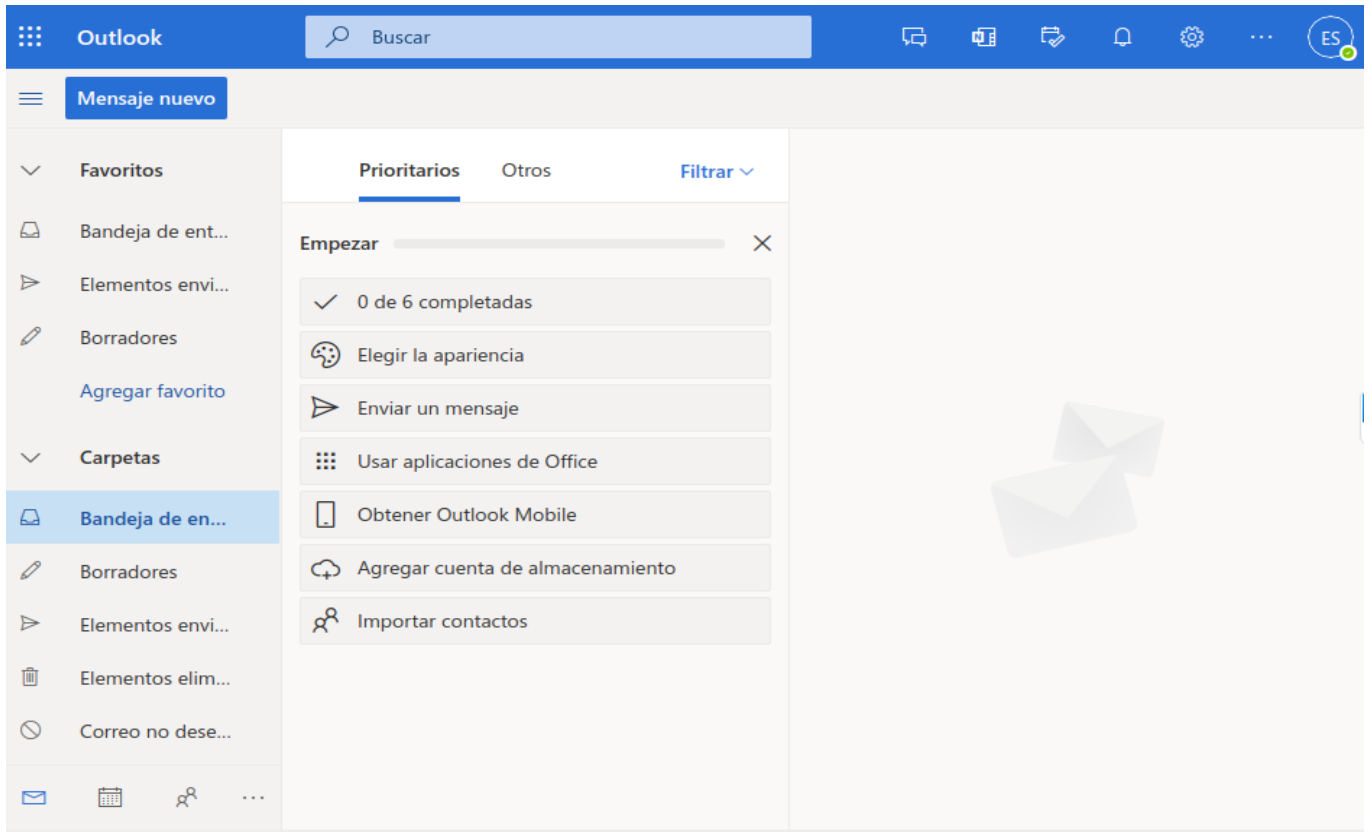 Outlook
Buscar
ES
Mensaje nuevo
Favoritos
Bandeja de ent...
Elementos envi...
Borradores
Agregar favorito
Carpetas
Bandeja de en...
Borradores
Elementos envi...
Elementos elim...
Correo no dese...
...
Prioritarios
Otros
Filtrar
Empezar
0 de 6 completadas
Elegir la apariencia
Enviar un mensaje
Usar aplicaciones de Office
Obtener Outlook Mobile
Agregar cuenta de almacenamiento
Importar contactos